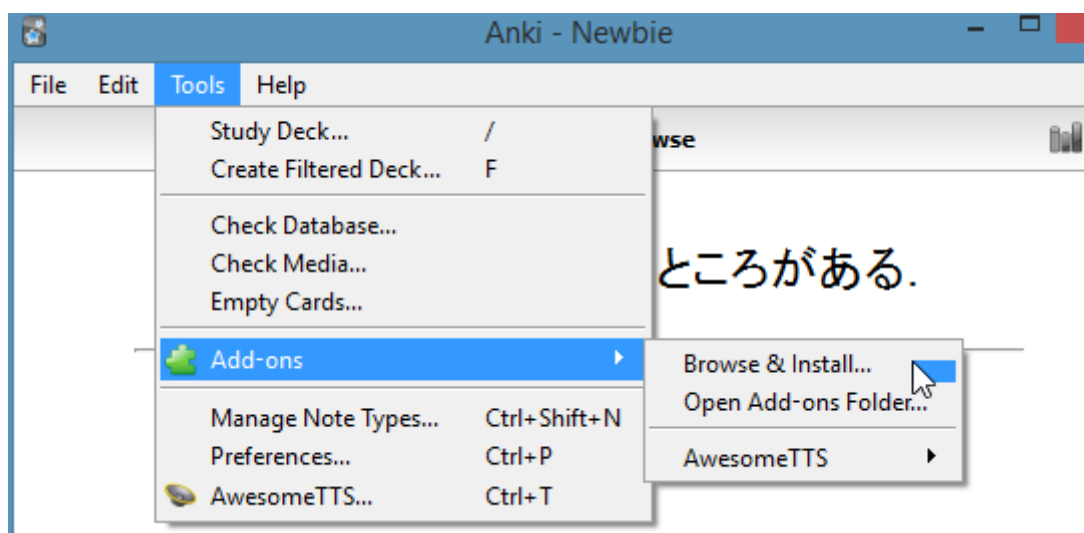 Anki - Newbie
File Edit Tools Help
Study Deck... /
wse
Create Filtered Deck... F
Check Database...
Check Media...
ところがある.
Empty Cards...
Add-ons
Browse & Install...
Open Add-ons Folder...
Manage Note Types... Ctrl+Shift+N
Preferences... Ctrl+P
AwesomeTTS
AwesomeTTS... Ctrl+T